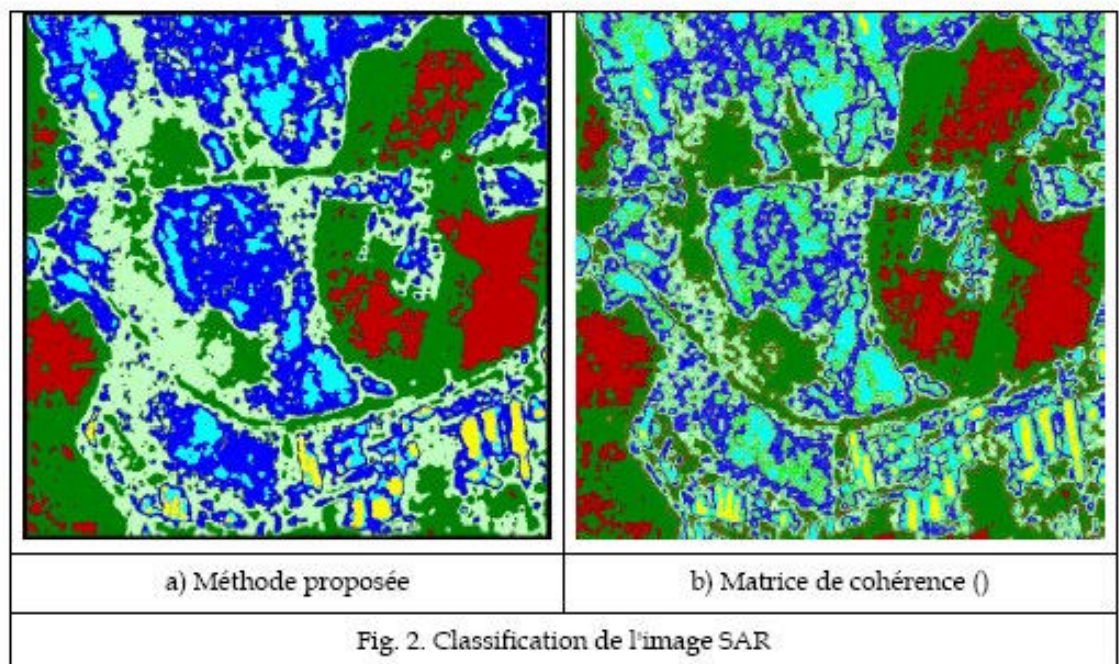 a) Méthode proposée
b) Matrice de cohérence ()
Fig. 2. Classification de l'image SAR